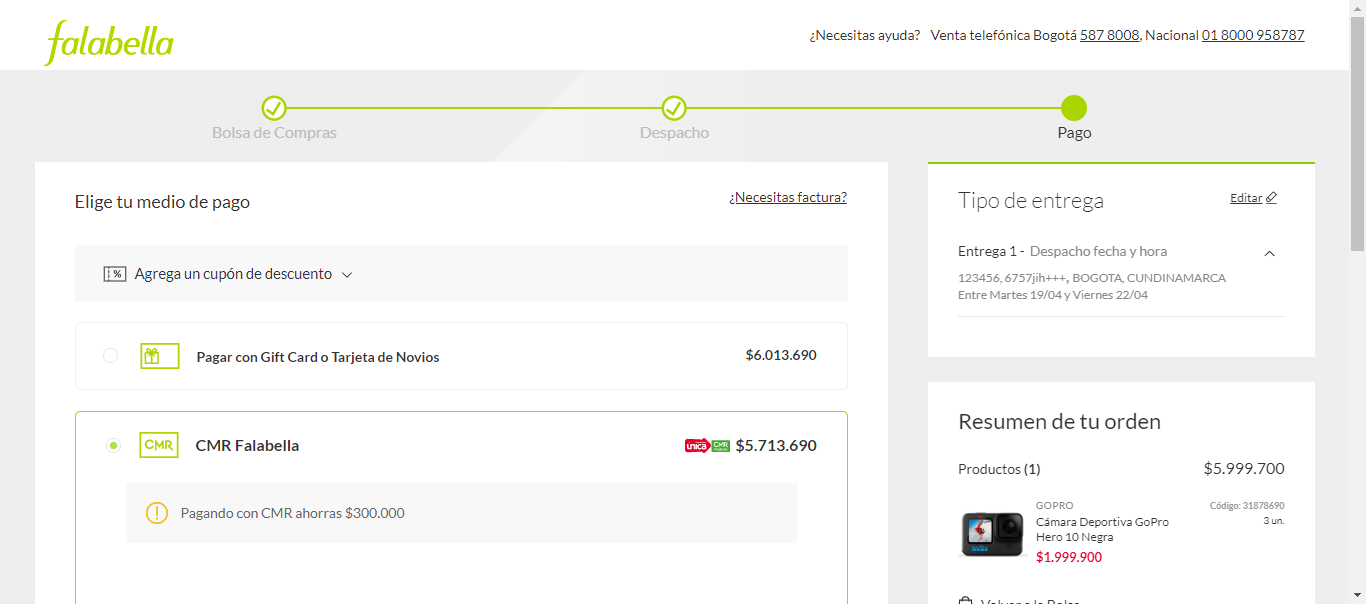 falabella
¿Necesitas ayuda? Venta telefónica Bogotá 587 8008, Nacional 01 8000 958787
Bolsa de Compras
Despacho
Pago
Elige tu medio de pago
¿Necesitas factura?
% Agrega un cupón de descuento
Pagar con Gift Card o Tarjeta de Novios
$6.013.690
CMR CMR Falabella
unica CMR $5.713.690
Pagando con CMR ahorras $300.000
Tipo de entrega
Editar
Entrega 1 - Despacho fecha y hora
123456, 6757jih+++, BOGOTA, CUNDINAMARCA
Entre Martes 19/04 y Viernes 22/04
Resumen de tu orden
Productos (1)
$5.999.700
GOPRO
Código: 31878690
Cámara Deportiva GoPro
3 un.
Hero 10 Negra
$1.999.900
Volver a la Bolsa